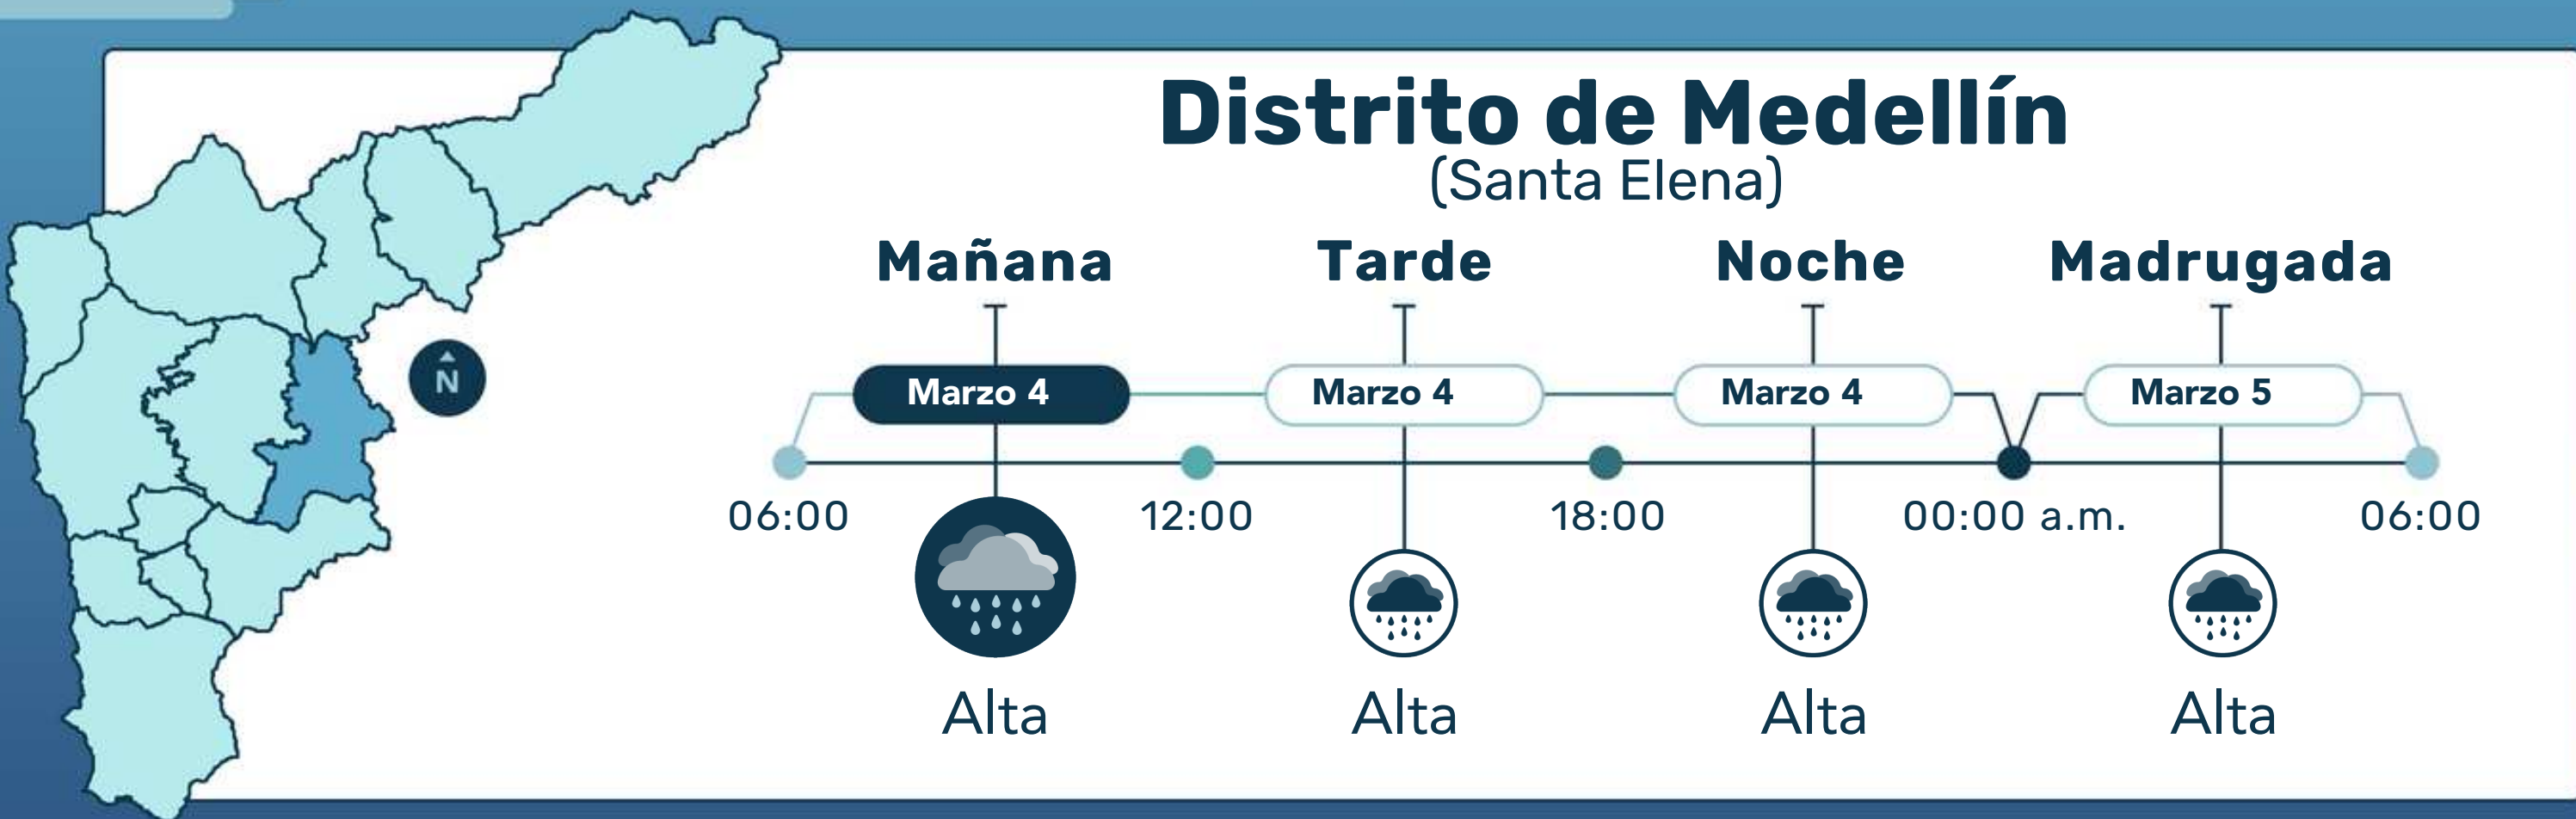 Distrito de Medellín
(Santa Elena)
Mañana Tarde Noche Madrugada
N
Marzo 4 Marzo 4 Marzo 4 Marzo 5
06:00 12:00 18:00 00:00 a.m. 06:00
Alta Alta Alta Alta